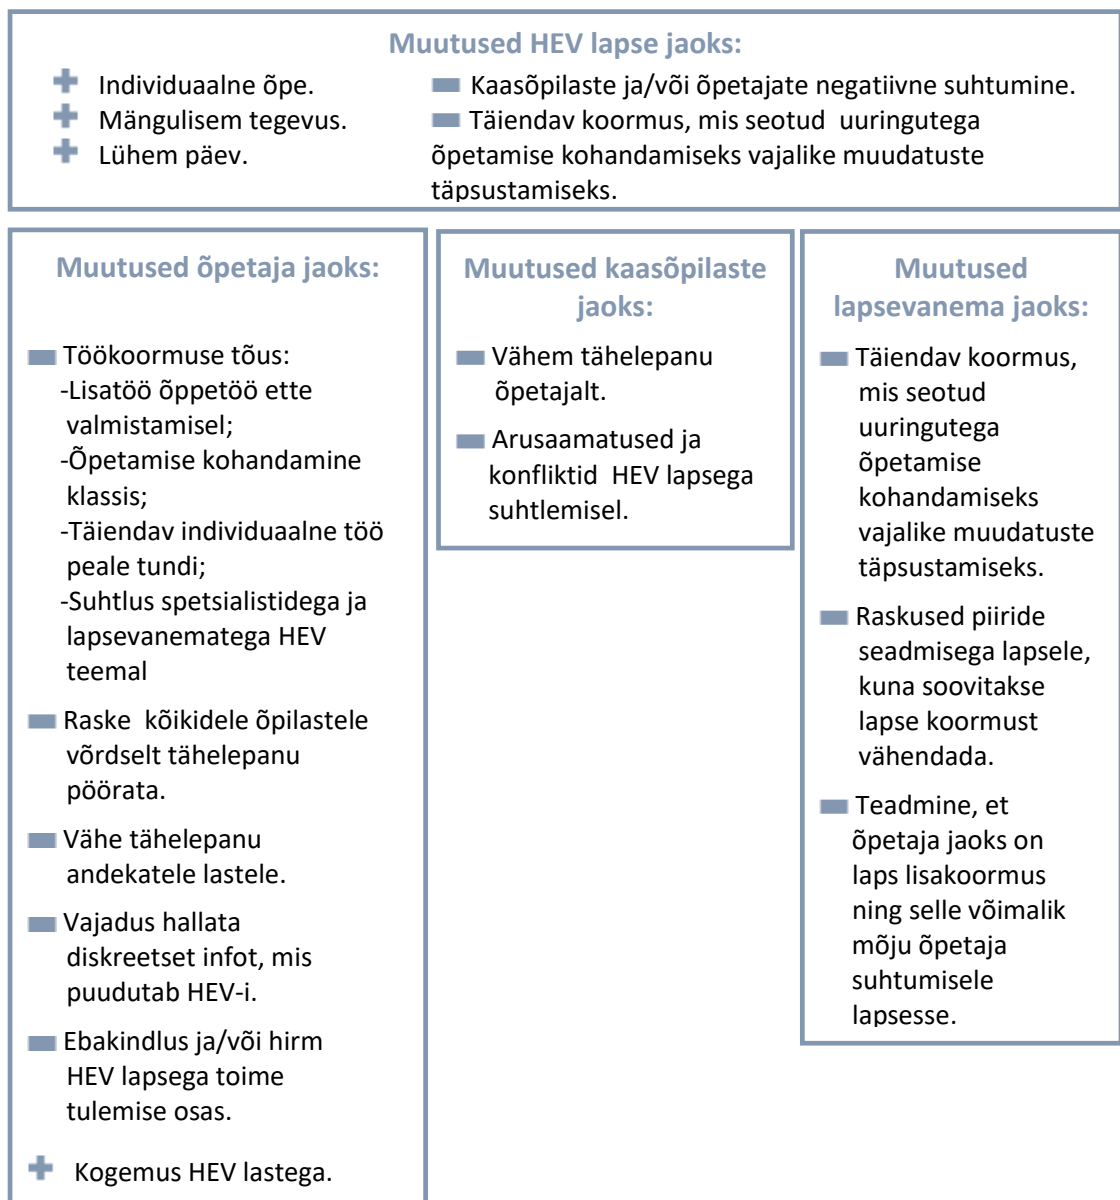 Muutused HEV lapse jaoks:
Individuaalne õpe.
Mängulisem tegevus.
Lühem päev.
Kaasõpilaste ja/või õpetajate negatiivne suhtumine.
Täiendav koormus, mis seotud uuringutega
õpetamise kohandamiseks vajalike muudatuste
täpsustamiseks.
Muutused õpetaja jaoks:
Töökoormuse tõus:
-Lisatöö õppetöö ette
valmistamisel;
-Õpetamise kohandamine
klassis;
-Täiendav individuaalne töö
peale tundi;
-Suhtlus spetsialistidega ja
lapsevanematega HEV
teemal
Raske kõikidele õpilastele
võrdselt tähelepanu
pöörata.
Vähe tähelepanu
andekatele lastele.
Vajadus hallata
diskreetset infot, mis
puudutab HEV-i.
Ebakindlus ja/või hirm
HEV lapsega toime
tulemise osas.
Kogemus HEV lastega.
Muutused kaasõpilaste
jaoks:
Vähem tähelepanu
õpetajalt.
Arusaamatused ja
konfliktid HEV lapsega
suhtlemisel.
Muutused
lapsevanema jaoks:
Täiendav koormus,
mis seotud
uuringutega
õpetamise
kohandamiseks
vajalike muudatuste
täpsustamiseks.
Raskused piiride
seadmisega lapsele,
kuna soovitakse
lapse koormust
vähendada.
Teadmine, et
õpetaja jaoks on
laps lisakoormus
ning selle võimalik
mõju õpetaja
suhtumisele
lapsesse.